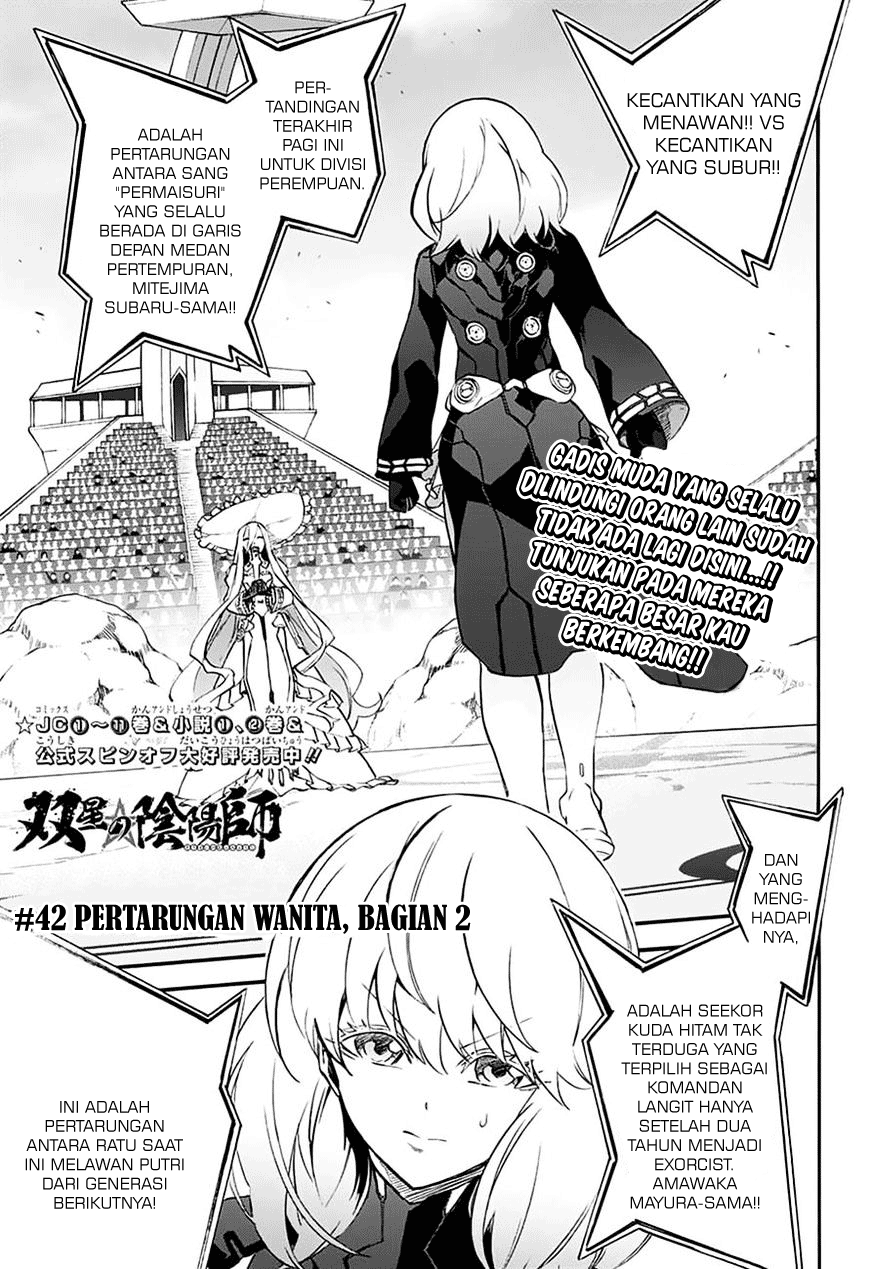 KECANTIKAN YANG
MENAWAN!! VS
KECANTIKAN
YANG SUBUR!!
PER-
TANDINGAN
TERAKHIR
PAGI INI
UNTUK DIVISI
PEREMPUAN.
ADALAH
PERTARUNGAN
ANTARA SANG
"PERMAISURI"
YANG SELALU
BERADA DI GARIS
DEPAN MEDAN
PERTEMPURAN,
MITEJIMA
SUBARU-SAMA!!
GADIS MUDA YANG SELALU
DILINDUNGI ORANG LAIN SUDAH
TIDAK ADA LAGI DISINI...!!
TUNJUKAN PADA MEREKA
SEBERAPA BESAR KAU
BERKEMBANG!!
★JC①～⑪巻&小説①、②巻&
公式スピンオフ大好評発売中!!
双星の陰陽師
#42 PERTARUNGAN WANITA, BAGIAN 2
DAN
YANG
MENG-
HADAPI
NYA,
ADALAH SEEKOR
KUDA HITAM TAK
TERDUGA YANG
TERPILIH SEBAGAI
KOMANDAN
LANGIT HANYA
SETELAH DUA
TAHUN MENJADI
EXORCIST.
AMAWAKA
MAYURA-SAMA!!
INI ADALAH
PERTARUNGAN
ANTARA RATU SAAT
INI MELAWAN PUTRI
DARI GENERASI
BERIKUTNYA!